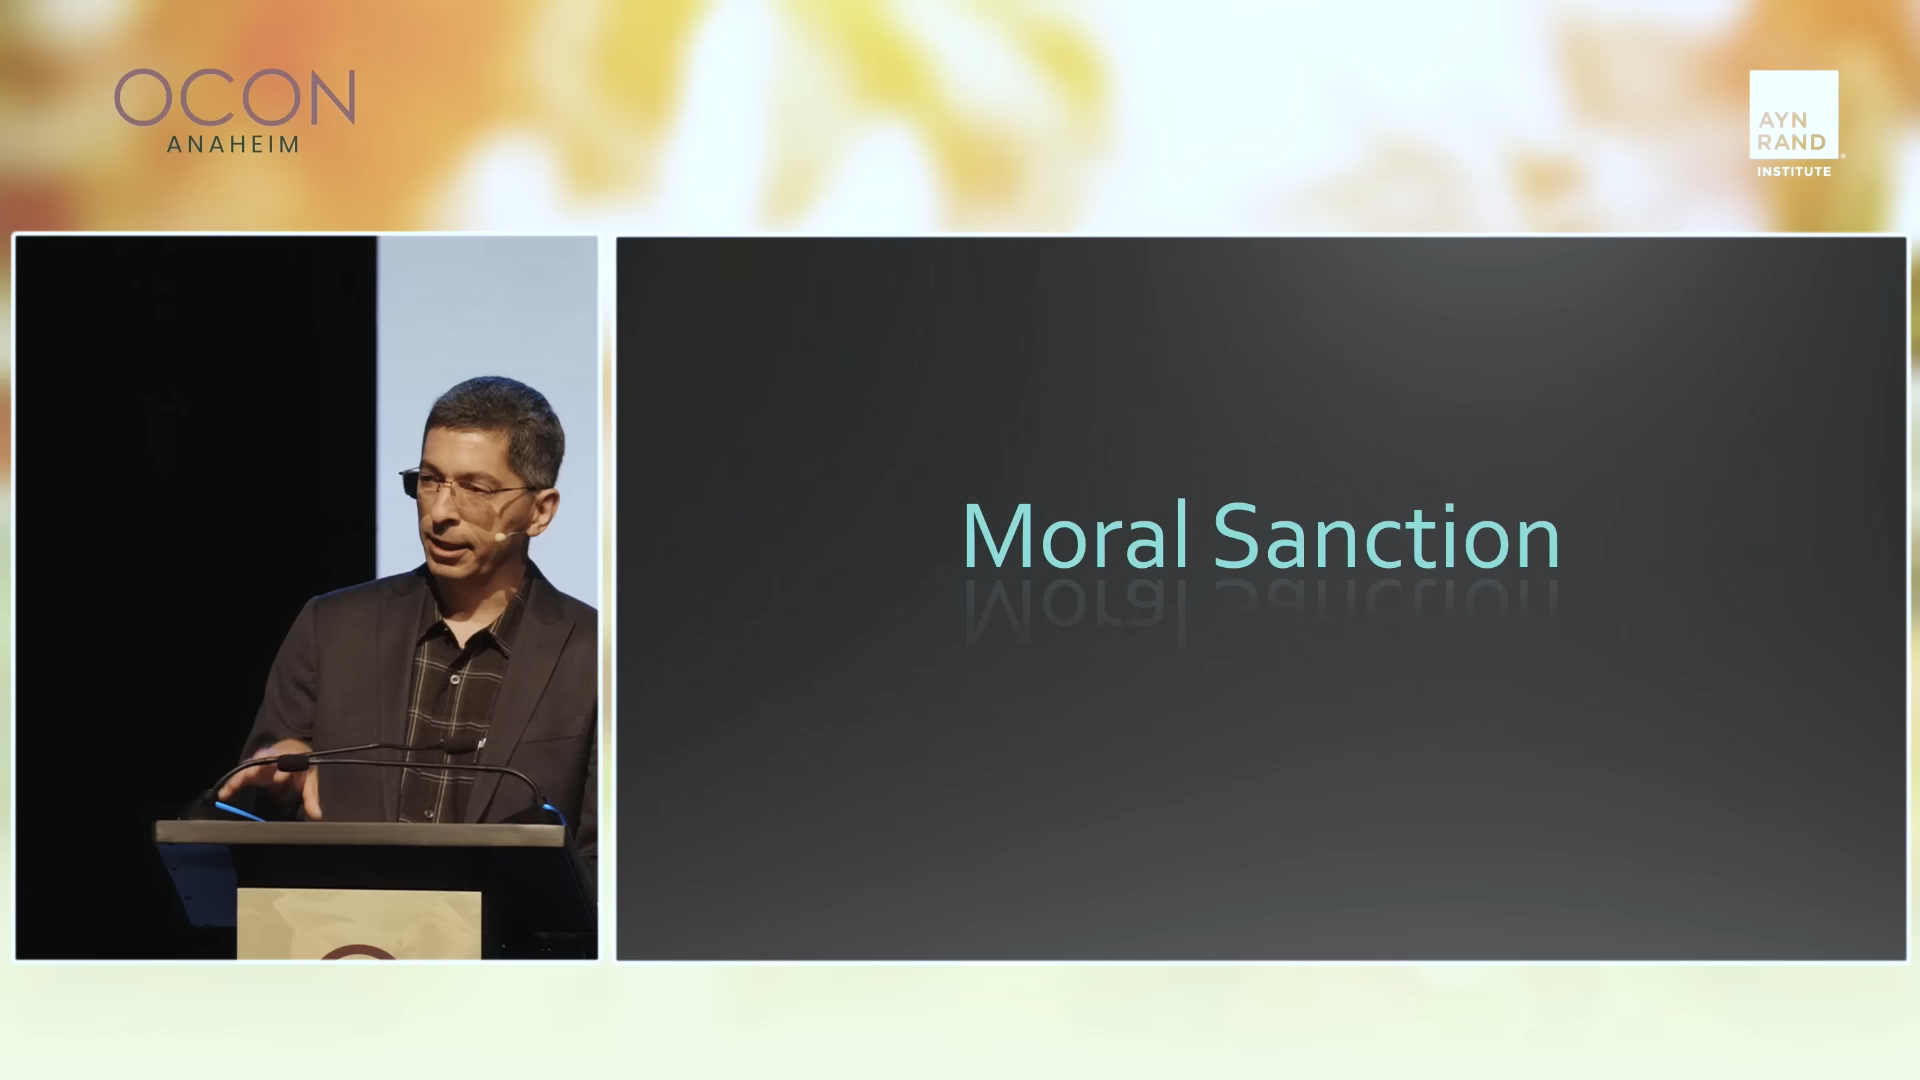 OCON
ANAHEIM
AYN
RAND
INSTITUTE
Moral Sanction